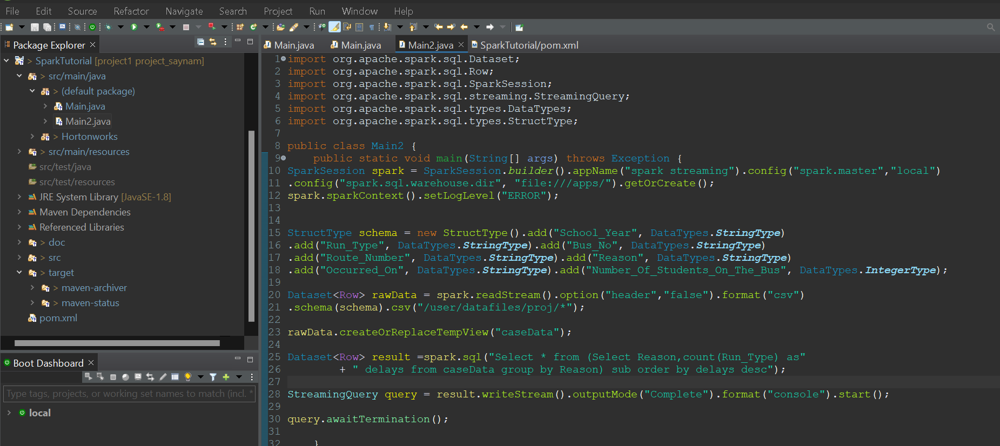 File Edit Source Refactor Navigate Search Project Run Window Help
Package Explorer
SparkTutorial [project1 project_saynam]
src/main/java
(default package)
Main.java
Main2.java
Hortonworks
src/main/resources
src/test/java
src/test/resources
JRE System Library [JavaSE-1.8]
Maven Dependencies
Referenced Libraries
doc
src
target
maven-archiver
maven-status
pom.xml
Boot Dashboard
Type tags, projects, or working set names to match (incl. *
local
Main.java Main.java Main2.java SparkTutorial/pom.xml
1 import org.apache.spark.sql.Dataset;
2 import org.apache.spark.sql.Row;
3 import org.apache.spark.sql.SparkSession;
4 import org.apache.spark.sql.streaming.StreamingQuery;
5 import org.apache.spark.sql.types.DataTypes;
6 import org.apache.spark.sql.types.StructType;
7
8 public class Main2 {
9 public static void main(String[] args) throws Exception {
10 SparkSession spark = SparkSession.builder().appName("spark streaming").config("spark.master","local")
11 .config("spark.sql.warehouse.dir", "file:///apps/").getOrCreate();
12 spark.sparkContext().setLogLevel("ERROR");
13
14
15 StructType schema = new StructType().add("School_Year", DataTypes.StringType)
16 .add("Run_Type", DataTypes.StringType).add("Bus_No", DataTypes.StringType)
17 .add("Route_Number", DataTypes.StringType).add("Reason", DataTypes.StringType)
18 .add("Occurred_On", DataTypes.StringType).add("Number_Of_Students_On_The_Bus", DataTypes.IntegerType);
19
20 Dataset<Row> rawData = spark.readStream().option("header","false").format("csv")
21 .schema(schema).csv("/user/datafiles/proj/*");
22
23 rawData.createOrReplaceTempView("caseData");
24
25 Dataset<Row> result =spark.sql("Select * from (Select Reason,count(Run_Type) as"
26 + " delays from caseData group by Reason) sub order by delays desc");
27
28 StreamingQuery query = result.writeStream().outputMode("Complete").format("console").start();
29
30 query.awaitTermination();
31
32 }